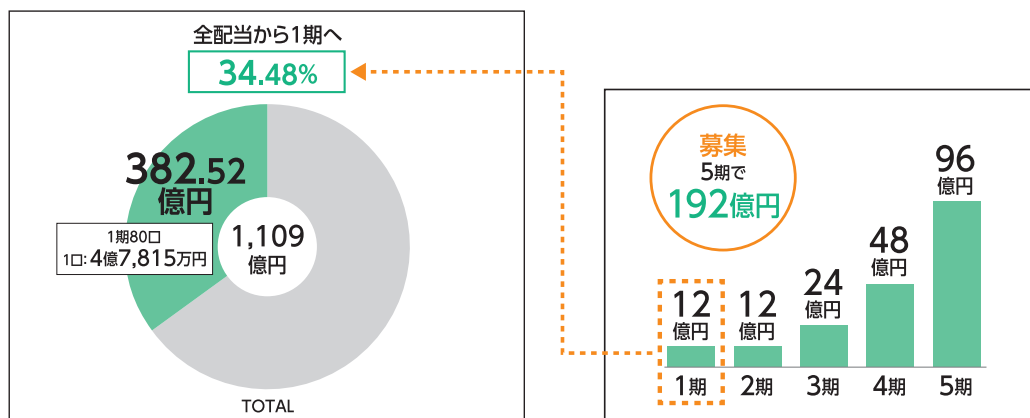 全配当から1期へ
34.48%
382.52
億円
1期80口
1口：4億7,815万円
1,109
億円
TOTAL
募集
5期で
192億円
12
億円
12
億円
24
億円
48
億円
96
億円
1期
2期
3期
4期
5期